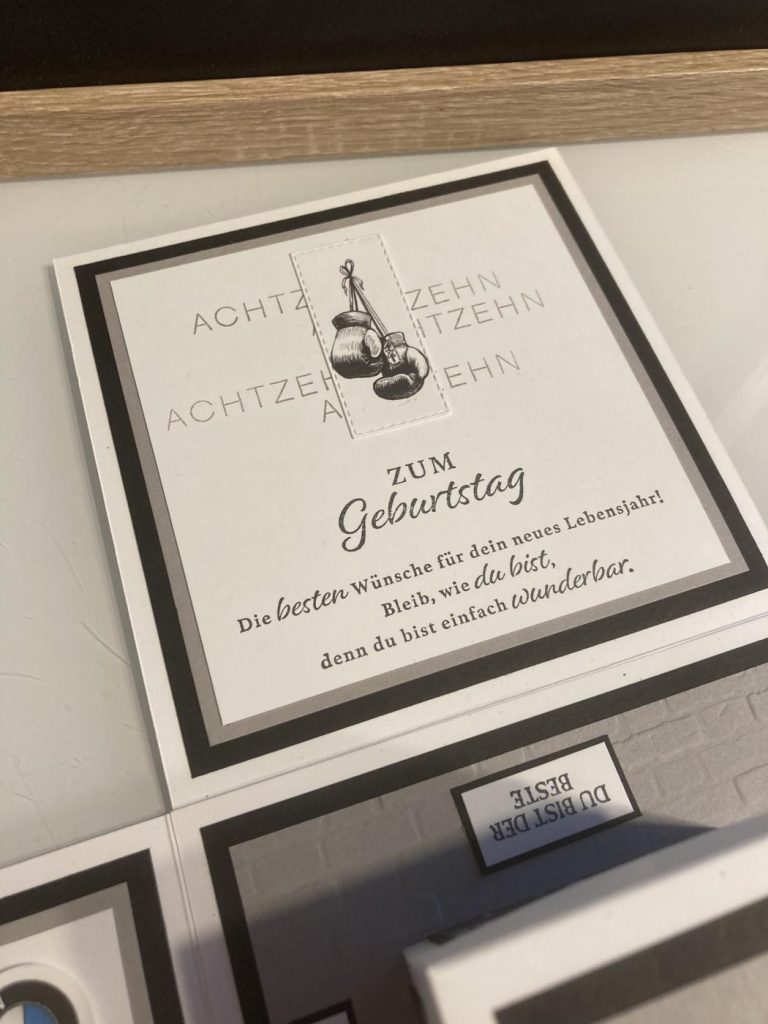 ACHTZEHN
ACHTZEHN
ACHTZEHN
ZUM
Geburtstag
Die besten Wünsche für dein neues Lebensjahr!
Bleib, wie du bist,
denn du bist einfach wunderbar.
DU BIST DER
BESTE